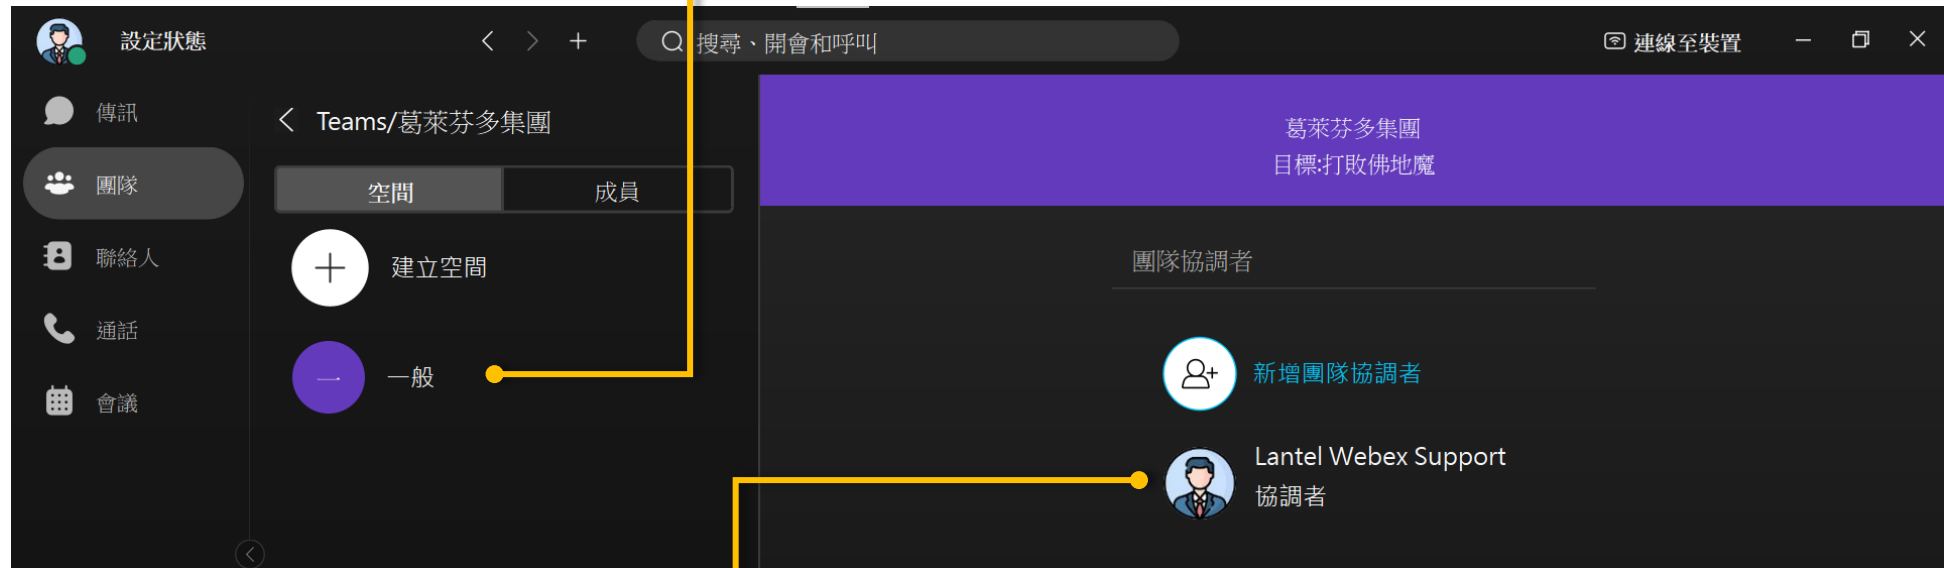 設定狀態
搜尋、開會和呼叫
連線至裝置
傳訊
團隊
聯絡人
通話
會議
Teams/葛萊芬多集團
空間
成員
建立空間
一
一般
葛萊芬多集團
目標:打敗佛地魔
團隊協調者
新增團隊協調者
Lantel Webex Support
協調者